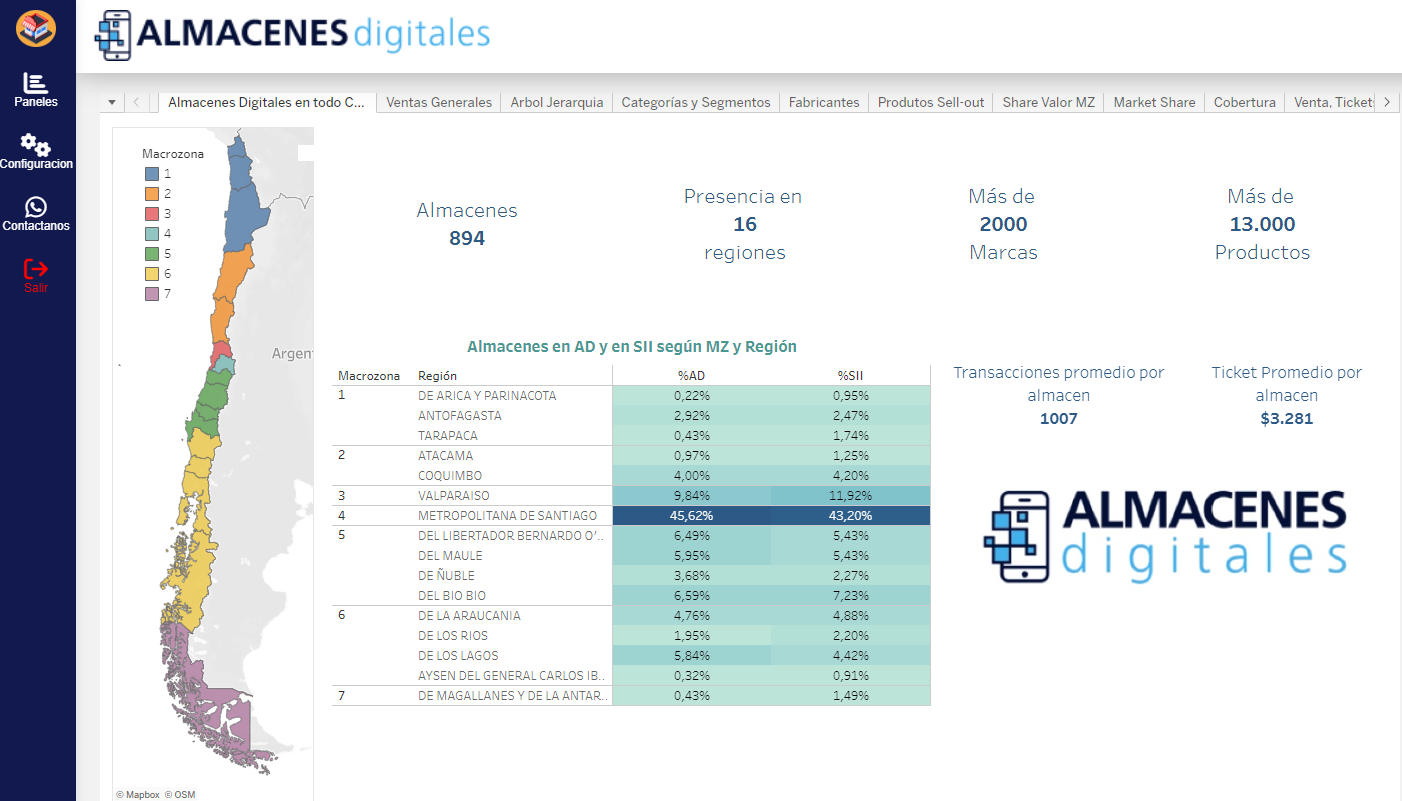 ALMACENES digitales
Paneles
Configuracion
Contactanos
Salir
Almacenes Digitales en todo C...
Ventas Generales
Arbol Jerarquia
Categorías y Segmentos
Fabricantes
Produtos Sell-out
Share Valor MZ
Market Share
Cobertura
Venta, Ticket
Macrozona
1
2
3
4
5
6
7
Argen
© Mapbox © OSM
Almacenes
894
Presencia en
16
regiones
Más de
2000
Marcas
Más de
13.000
Productos
Almacenes en AD y en SII según MZ y Región
Macrozona Región %AD %SII
1 DE ARICA Y PARINACOTA 0,22% 0,95%
ANTOFAGASTA 2,92% 2,47%
TARAPACA 0,43% 1,74%
2 ATACAMA 0,97% 1,25%
COQUIMBO 4,00% 4,20%
3 VALPARAISO 9,84% 11,92%
4 METROPOLITANA DE SANTIAGO 45,62% 43,20%
5 DEL LIBERTADOR BERNARDO O'.. 6,49% 5,43%
DEL MAULE 5,95% 5,43%
DE ÑUBLE 3,68% 2,27%
DEL BIO BIO 6,59% 7,23%
6 DE LA ARAUCANIA 4,76% 4,88%
DE LOS RIOS 1,95% 2,20%
DE LOS LAGOS 5,84% 4,42%
AYSEN DEL GENERAL CARLOS IB.. 0,32% 0,91%
7 DE MAGALLANES Y DE LA ANTAR.. 0,43% 1,49%
Transacciones promedio por
almacen
1007
Ticket Promedio por
almacen
$3.281
ALMACENES
digitales